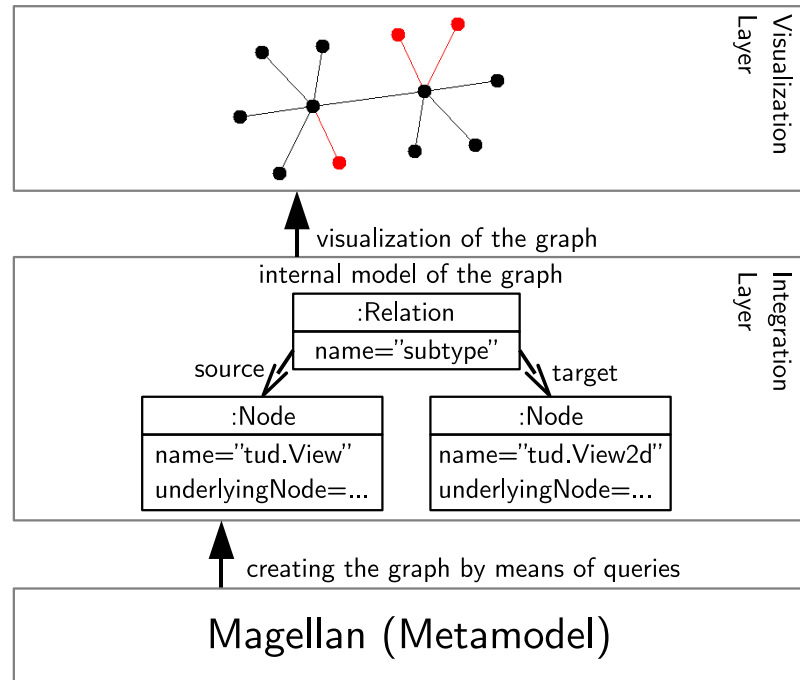 Visualization
Layer
visualization of the graph
internal model of the graph
Integration
Layer
:Relation
name=”subtype”
source
target
:Node
name=”tud.View”
underlyingNode=...
:Node
name=”tud.View2d”
underlyingNode=...
creating the graph by means of queries
Magellan (Metamodel)